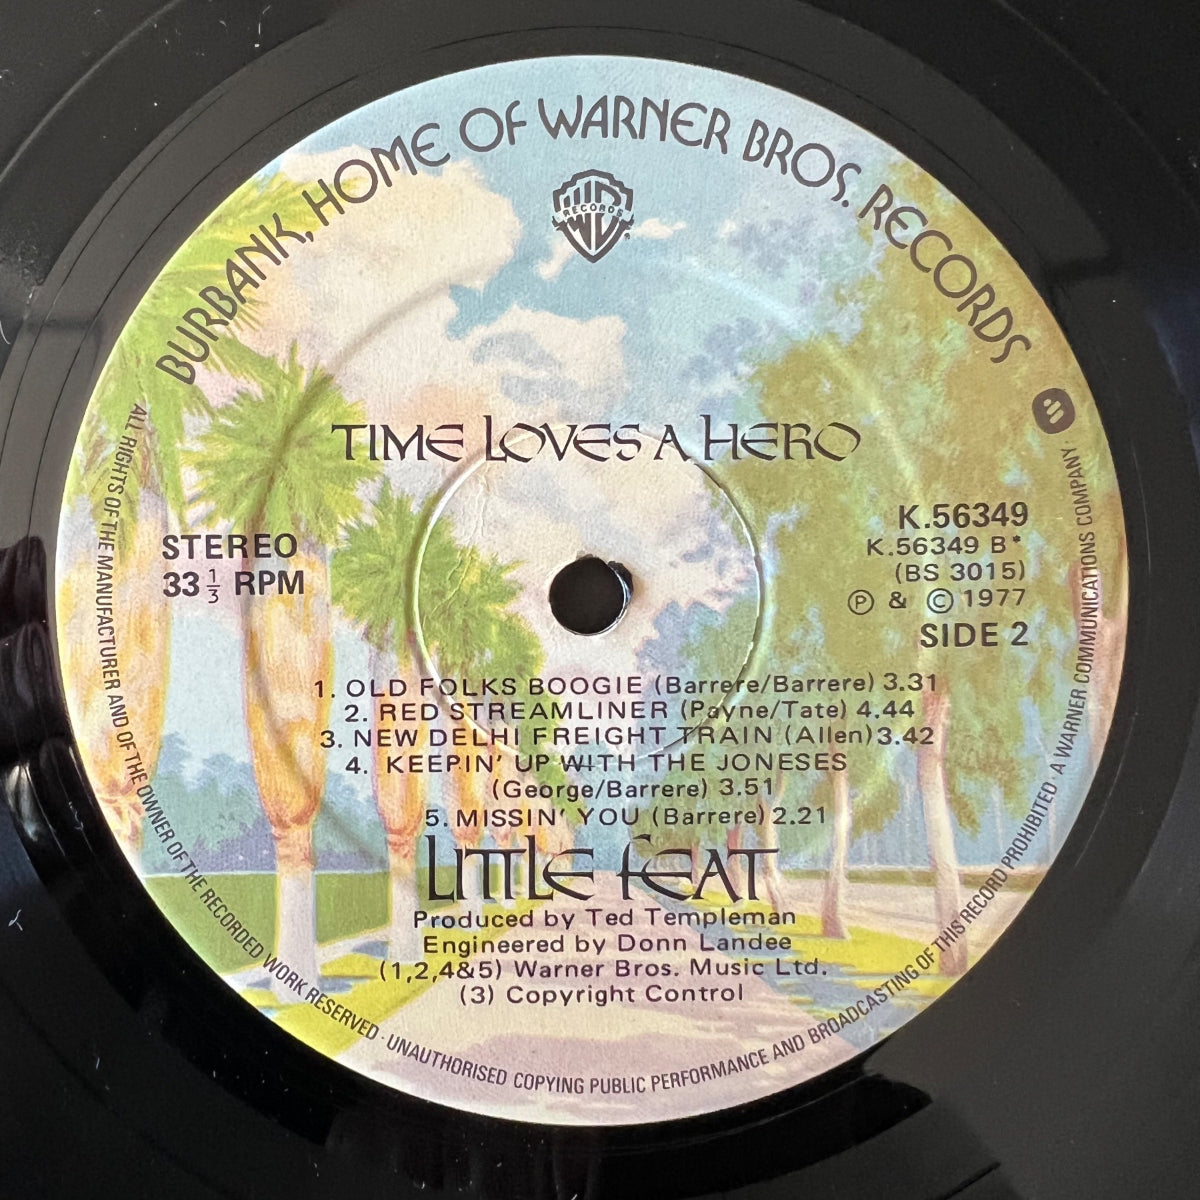 BURBANK, HOME OF WARNER BROS. RECORDS
RECORDS
TIME LOVES A HERO
STEREO
33 1/3 RPM
K.56349
K.56349 B*
(BS 3015)
Ⓟ & © 1977
SIDE 2
1. OLD FOLKS BOOGIE (Barrere/Barrere) 3.31
2. RED STREAMLINER (Payne/Tate) 4.44
3. NEW DELHI FREIGHT TRAIN (Allen) 3.42
4. KEEPIN' UP WITH THE JONESES
(George/Barrere) 3.51
5. MISSIN' YOU (Barrere) 2.21
LITTLE FEAT
Produced by Ted Templeman
Engineered by Donn Landee
(1,2,4&5) Warner Bros. Music Ltd.
(3) Copyright Control
ALL RIGHTS OF THE MANUFACTURER AND OF THE OWNER OF THE RECORDED WORK RESERVED · UNAUTHORISED COPYING PUBLIC PERFORMANCE AND BROADCASTING OF THIS RECORD PROHIBITED · A WARNER COMMUNICATIONS COMPANY ·